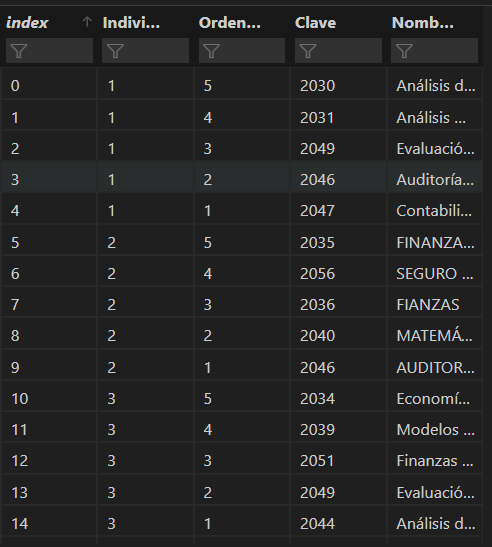 index Indivi... Orden... Clave Nomb...
0 1 5 2030 Análisis d...
1 1 4 2031 Análisis ...
2 1 3 2049 Evaluació...
3 1 2 2046 Auditoría...
4 1 1 2047 Contabili...
5 2 5 2035 FINANZA...
6 2 4 2056 SEGURO ...
7 2 3 2036 FIANZAS
8 2 2 2040 MATEMÁ...
9 2 1 2046 AUDITOR...
10 3 5 2034 Economí...
11 3 4 2039 Modelos ...
12 3 3 2051 Finanzas ...
13 3 2 2049 Evaluació...
14 3 1 2044 Análisis d...